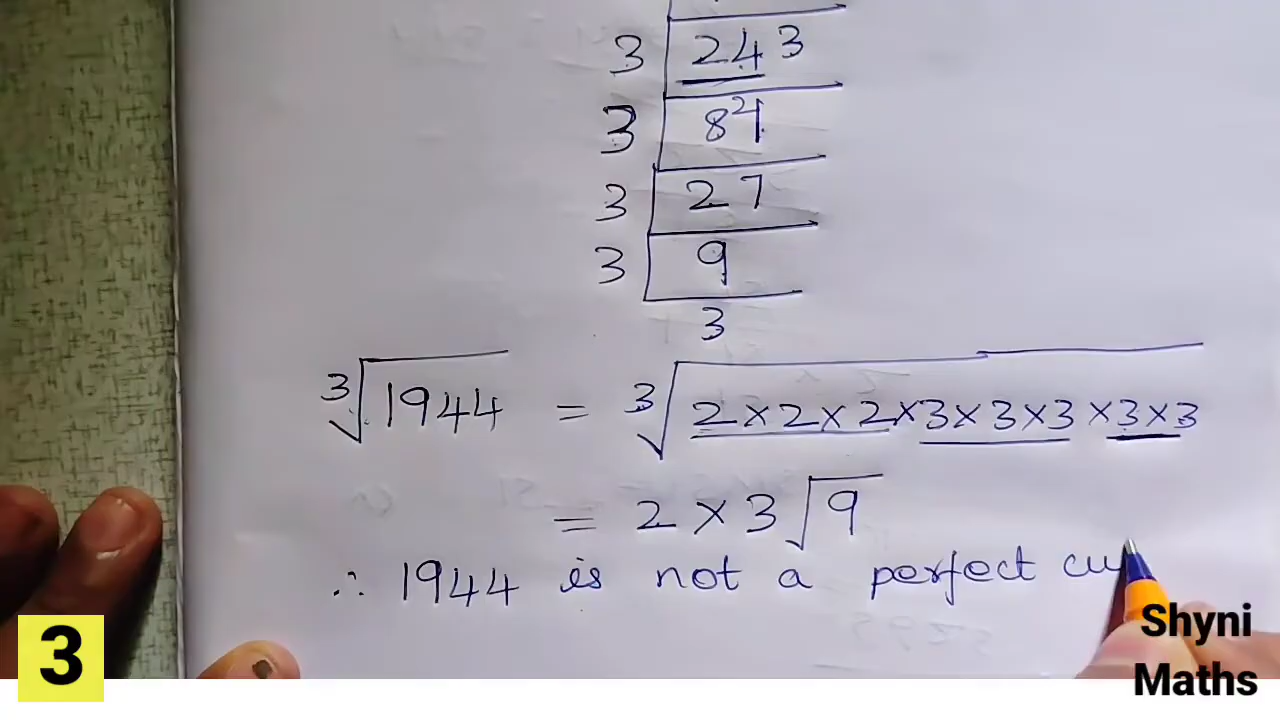 3 243
3 81
3 27
3 9
3
∛1944 = ∛2×2×2×3×3×3×3×3
= 2×3√9
∴ 1944 is not a perfect cu
3
Shyni
Maths